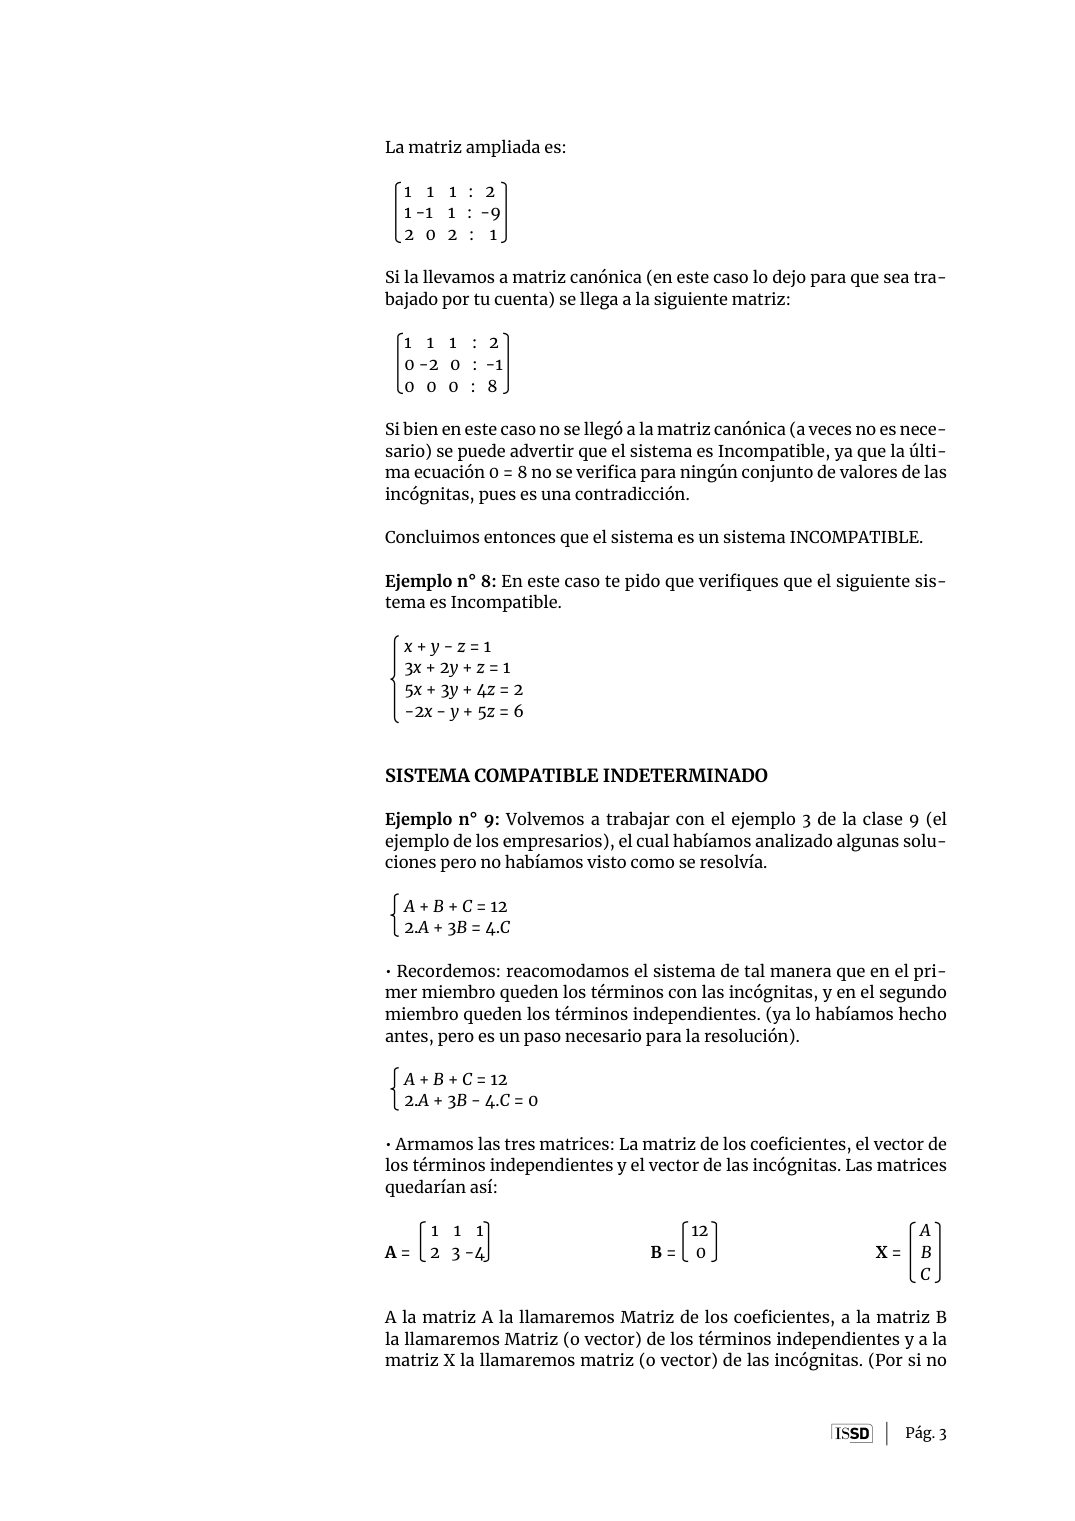 La matriz ampliada es:
1 1 1 : 2
1 -1 1 : -9
2 0 2 : 1
Si la llevamos a matriz canónica (en este caso lo dejo para que sea tra-
bajado por tu cuenta) se llega a la siguiente matriz:
1 1 1 : 2
0 -2 0 : -1
0 0 0 : 8
Si bien en este caso no se llegó a la matriz canónica (a veces no es nece-
sario) se puede advertir que el sistema es Incompatible, ya que la últi-
ma ecuación 0 = 8 no se verifica para ningún conjunto de valores de las
incógnitas, pues es una contradicción.
Concluimos entonces que el sistema es un sistema INCOMPATIBLE.
Ejemplo n° 8: En este caso te pido que verifiques que el siguiente sis-
tema es Incompatible.
x + y - z = 1
3x + 2y + z = 1
5x + 3y + 4z = 2
-2x - y + 5z = 6
SISTEMA COMPATIBLE INDETERMINADO
Ejemplo n° 9: Volvemos a trabajar con el ejemplo 3 de la clase 9 (el
ejemplo de los empresarios), el cual habíamos analizado algunas solu-
ciones pero no habíamos visto como se resolvía.
A + B + C = 12
2.A + 3B = 4.C
• Recordemos: reacomodamos el sistema de tal manera que en el pri-
mer miembro queden los términos con las incógnitas, y en el segundo
miembro queden los términos independientes. (ya lo habíamos hecho
antes, pero es un paso necesario para la resolución).
A + B + C = 12
2.A + 3B - 4.C = 0
• Armamos las tres matrices: La matriz de los coeficientes, el vector de
los términos independientes y el vector de las incógnitas. Las matrices
quedarían así:
1 1 1 12 A
A = 2 3 -4 B = 0 X = B
C
A la matriz A la llamaremos Matriz de los coeficientes, a la matriz B
la llamaremos Matriz (o vector) de los términos independientes y a la
matriz X la llamaremos matriz (o vector) de las incógnitas. (Por si no
ISSD Pág. 3